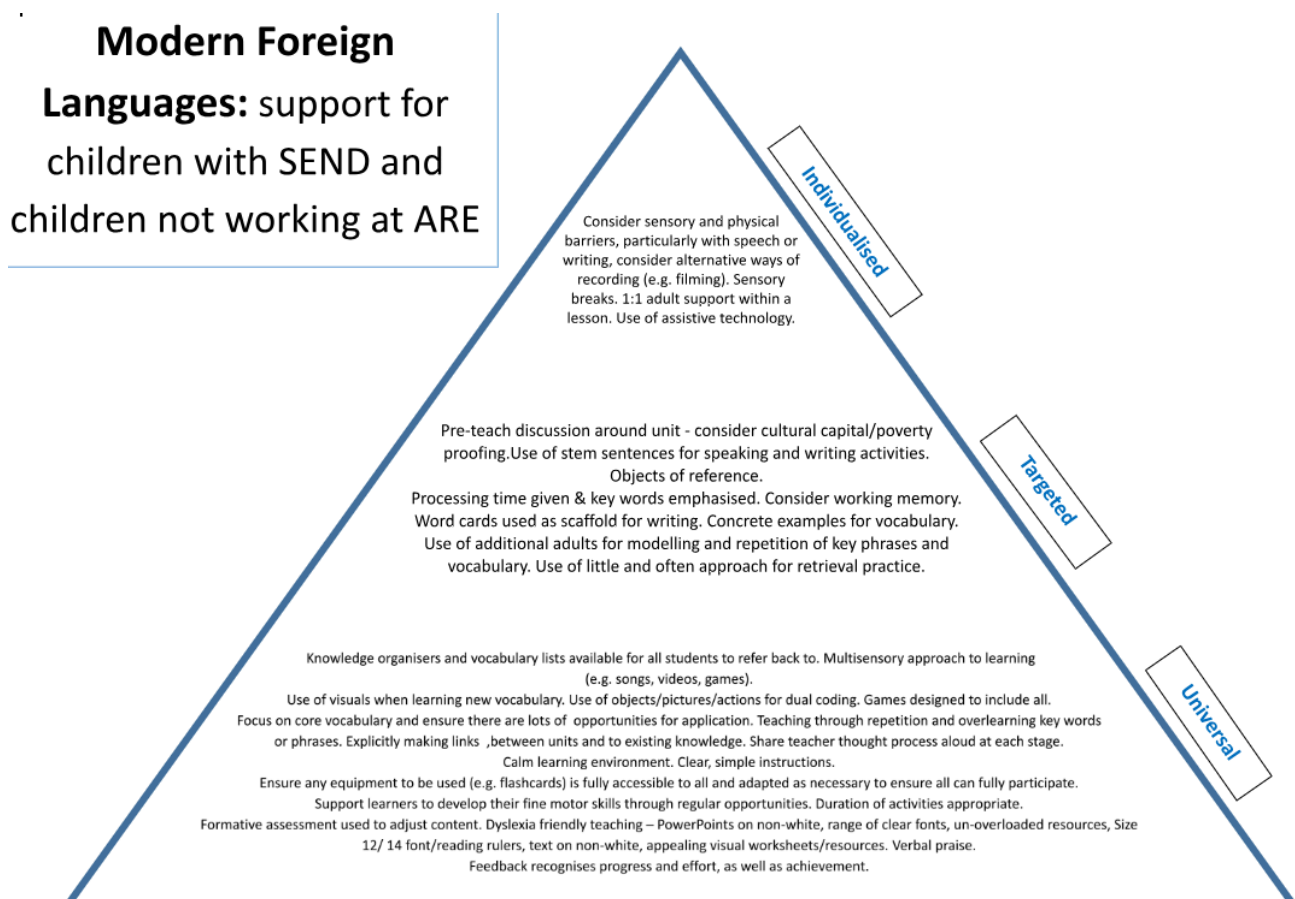 Modern Foreign
Languages: support for
children with SEND and
children not working at ARE
Individualised
Consider sensory and physical
barriers, particularly with speech or
writing, consider alternative ways of
recording (e.g. filming). Sensory
breaks. 1:1 adult support within a
lesson. Use of assistive technology.
Targeted
Pre-teach discussion around unit - consider cultural capital/poverty
proofing.Use of stem sentences for speaking and writing activities.
Objects of reference.
Processing time given & key words emphasised. Consider working memory.
Word cards used as scaffold for writing. Concrete examples for vocabulary.
Use of additional adults for modelling and repetition of key phrases and
vocabulary. Use of little and often approach for retrieval practice.
Universal
Knowledge organisers and vocabulary lists available for all students to refer back to. Multisensory approach to learning
(e.g. songs, videos, games).
Use of visuals when learning new vocabulary. Use of objects/pictures/actions for dual coding. Games designed to include all.
Focus on core vocabulary and ensure there are lots of opportunities for application. Teaching through repetition and overlearning key words
or phrases. Explicitly making links ,between units and to existing knowledge. Share teacher thought process aloud at each stage.
Calm learning environment. Clear, simple instructions.
Ensure any equipment to be used (e.g. flashcards) is fully accessible to all and adapted as necessary to ensure all can fully participate.
Support learners to develop their fine motor skills through regular opportunities. Duration of activities appropriate.
Formative assessment used to adjust content. Dyslexia friendly teaching – PowerPoints on non-white, range of clear fonts, un-overloaded resources, Size
12/ 14 font/reading rulers, text on non-white, appealing visual worksheets/resources. Verbal praise.
Feedback recognises progress and effort, as well as achievement.